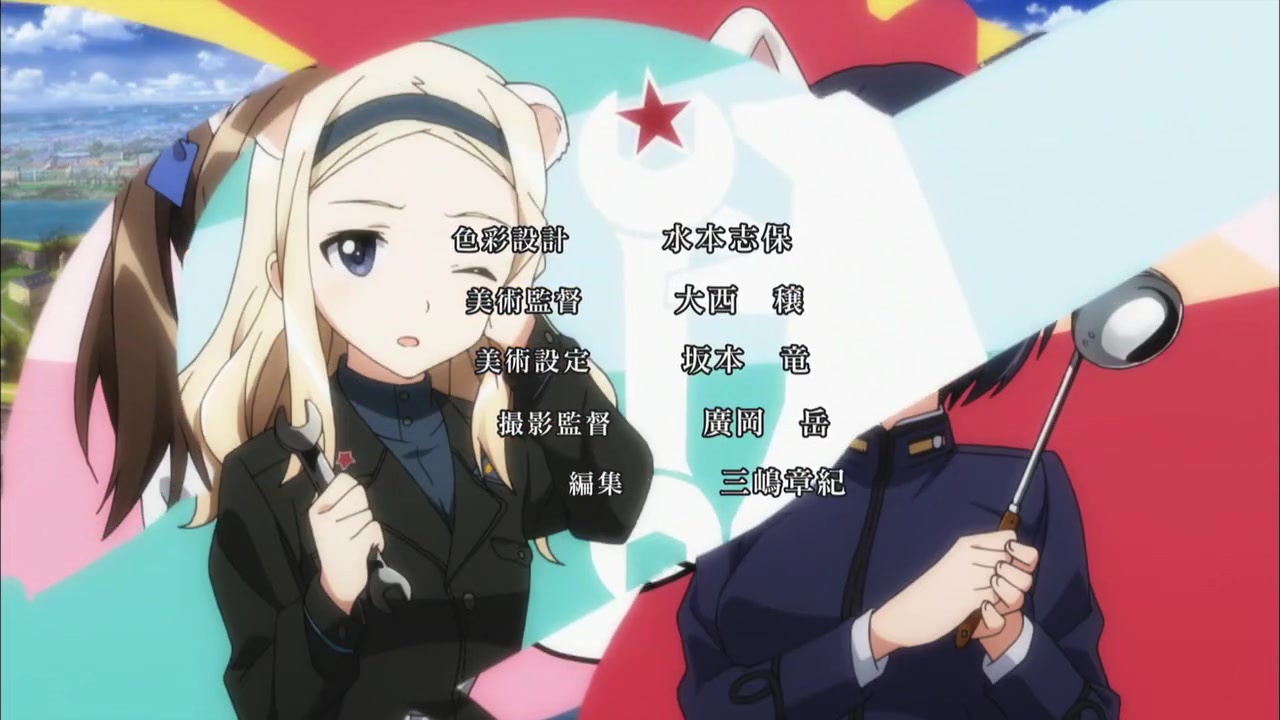 色彩設計　水本志保
美術監督　大西　穣
美術設定　坂本　竜
撮影監督　廣岡　岳
編集　三嶋章紀